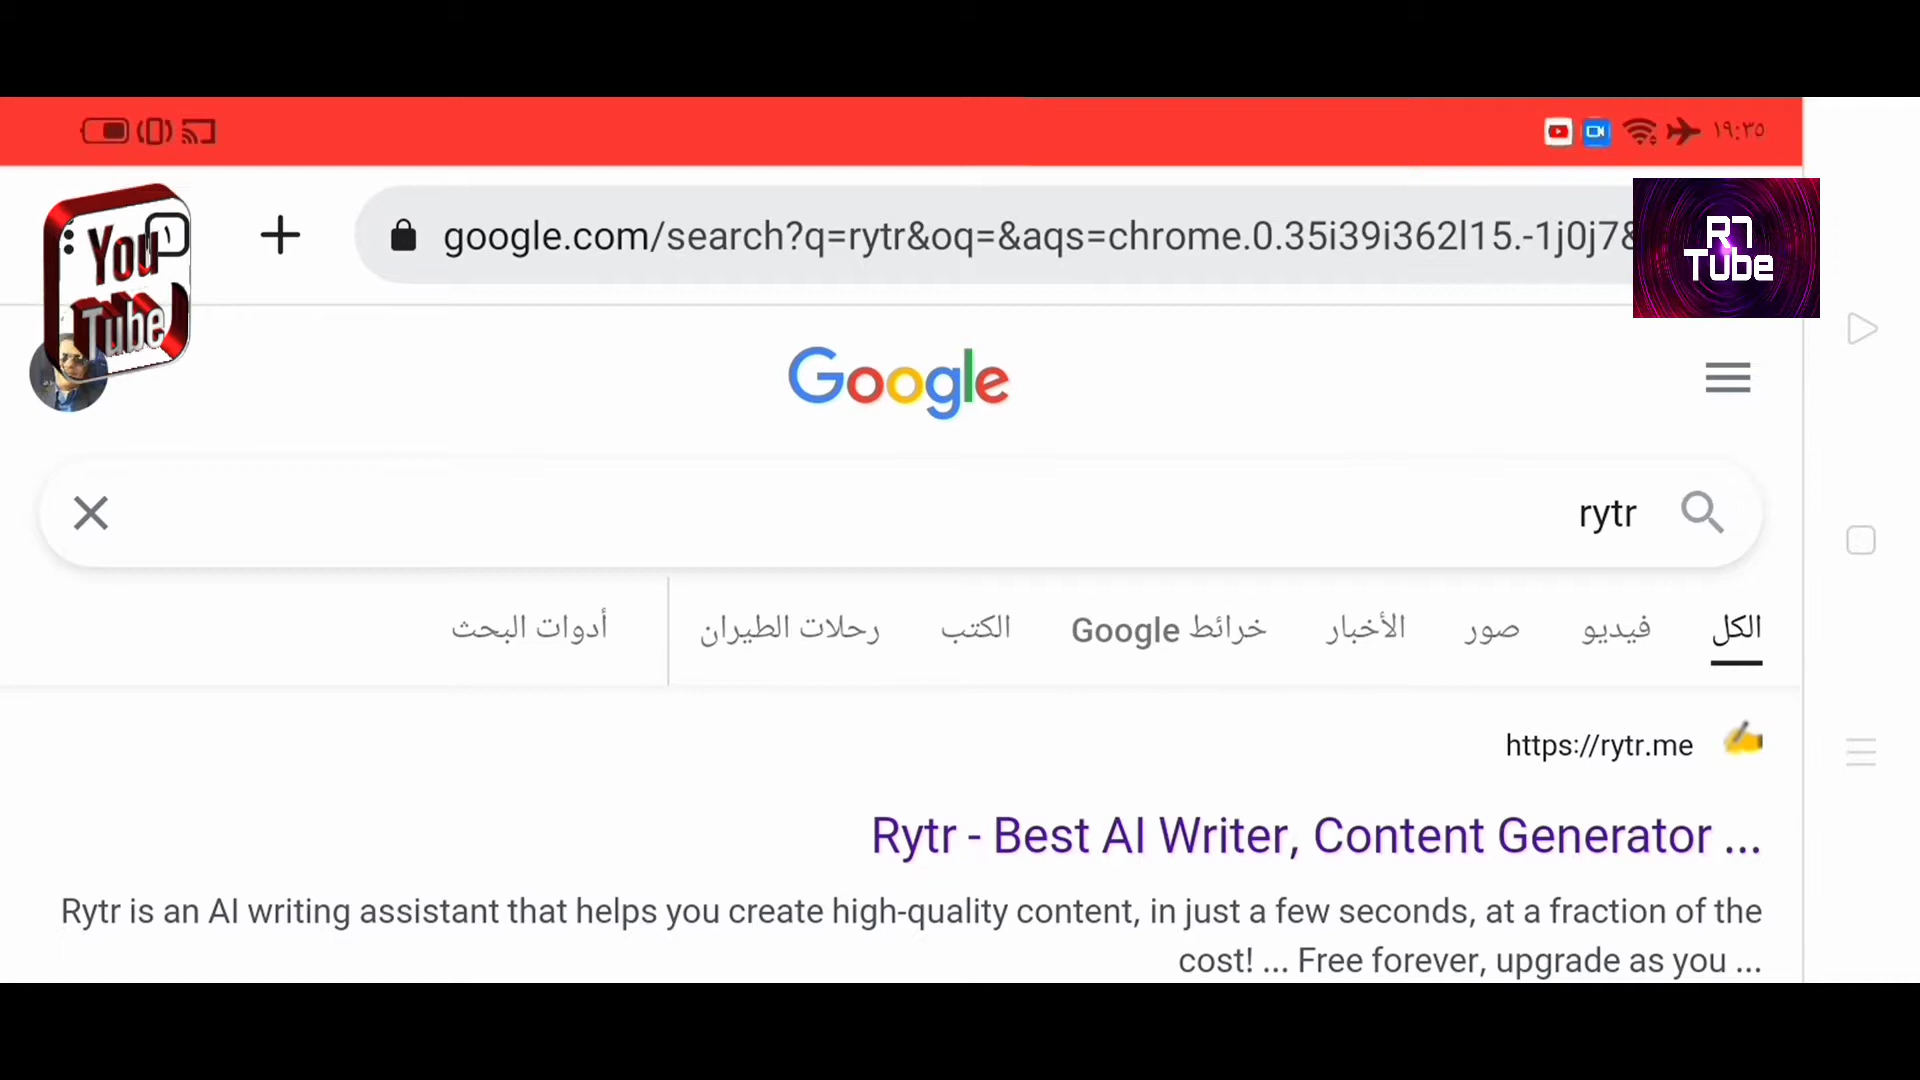 ١٩:٣٥
١
google.com/search?q=rytr&oq=&aqs=chrome.0.35i39i362l15.-1j0j7&
You
Tube
R7
Tube
Google
rytr
الكل فيديو صور الأخبار خرائط Google الكتب رحلات الطيران أدوات البحث
https://rytr.me
Rytr - Best AI Writer, Content Generator ...
Rytr is an AI writing assistant that helps you create high-quality content, in just a few seconds, at a fraction of the
cost! ... Free forever, upgrade as you ...